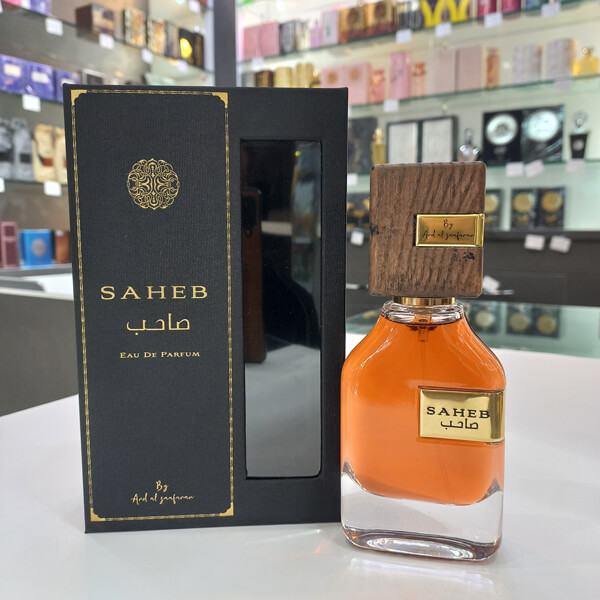 SAHEB
صاحب
EAU DE PARFUM
By
Ard al zaafaran
By
Ard al zaafaran
SAHEB
صاحب